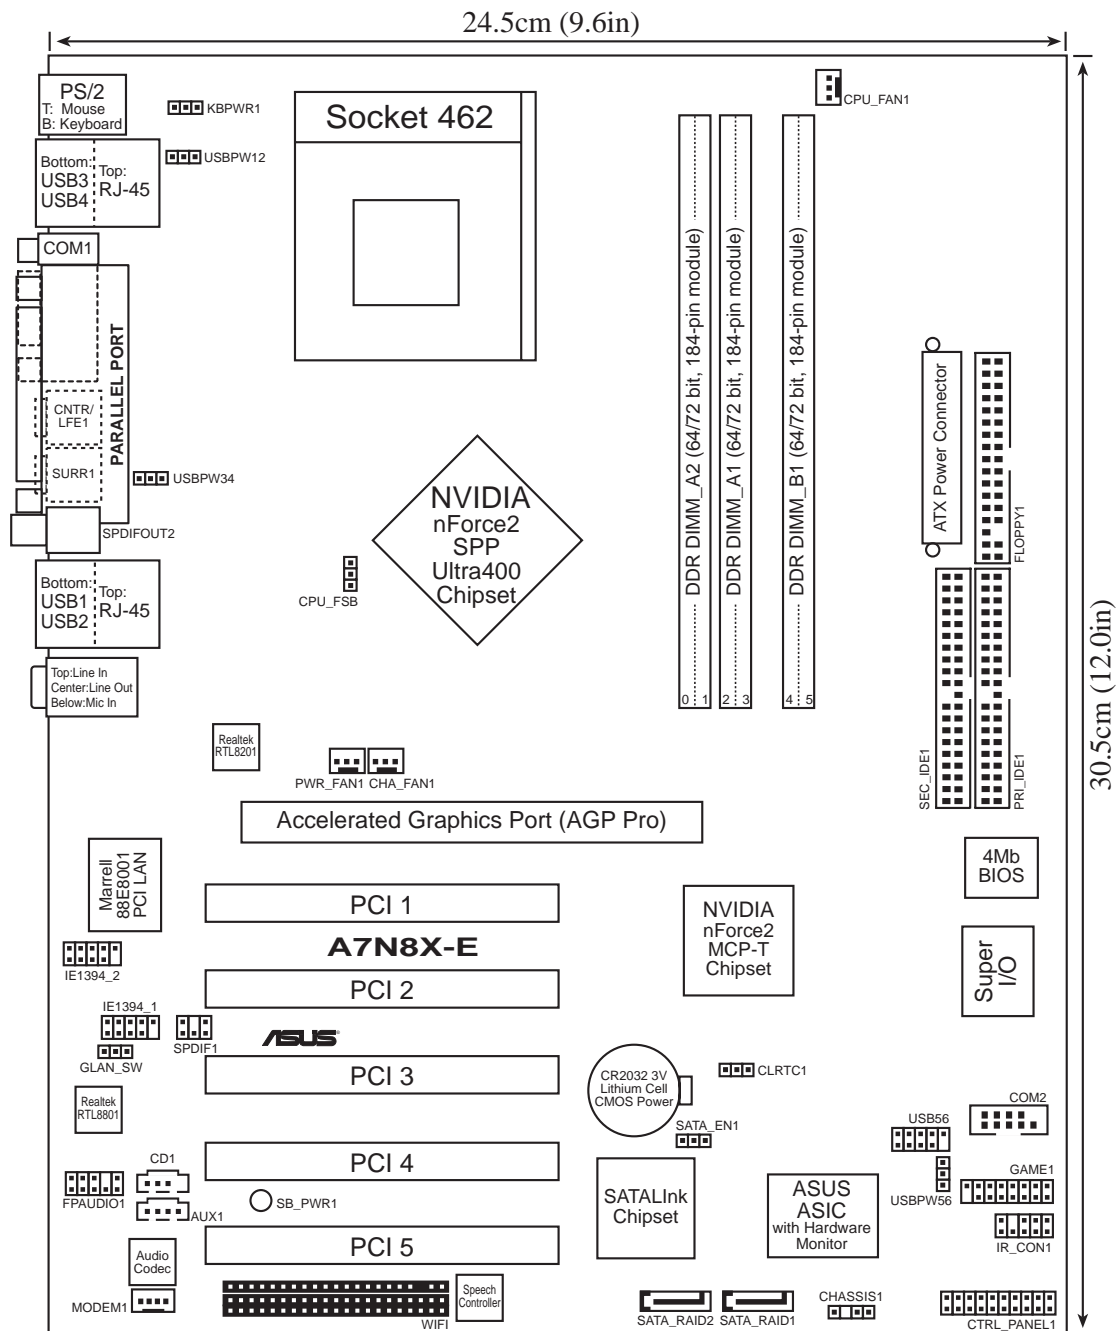 24.5cm (9.6in)
PS/2
T: Mouse
B: Keyboard
KBPWR1
Socket 462
CPU_FAN1
Bottom:
USB3
USB4
Top:
RJ-45
USBPW12
COM1
PARALLEL PORT
CNTR/
LFE1
SURR1
USBPW34
SPDIFOUT2
NVIDIA
nForce2
SPP
Ultra400
Chipset
CPU_FSB
DDR DIMM_A2 (64/72 bit, 184-pin module)
DDR DIMM_A1 (64/72 bit, 184-pin module)
DDR DIMM_B1 (64/72 bit, 184-pin module)
0 1
2 3
4 5
ATX Power Connector
FLOPPY1
30.5cm (12.0in)
Bottom:
USB1
USB2
Top:
RJ-45
Top:Line In
Center:Line Out
Below:Mic In
Realtek
RTL8201
PWR_FAN1
CHA_FAN1
SEC_IDE1
PRI_IDE1
Accelerated Graphics Port (AGP Pro)
Marrell
88E8001
PCI LAN
4Mb
BIOS
PCI 1
NVIDIA
nForce2
MCP-T
Chipset
Super
I/O
A7N8X-E
IE1394_2
PCI 2
IE1394_1
SPDIF1
GLAN_SW
ASUS®
PCI 3
CR2032 3V
Lithium Cell
CMOS Power
CLRTC1
Realtek
RTL8801
SATA_EN1
USB56
COM2
CD1
PCI 4
FPAUDIO1
AUX1
SB_PWR1
SATALInk
Chipset
ASUS
ASIC
with Hardware
Monitor
USBPW56
GAME1
IR_CON1
PCI 5
Audio
Codec
MODEM1
WIFI
Speech
Controller
SATA_RAID2
SATA_RAID1
CHASSIS1
CTRL_PANEL1